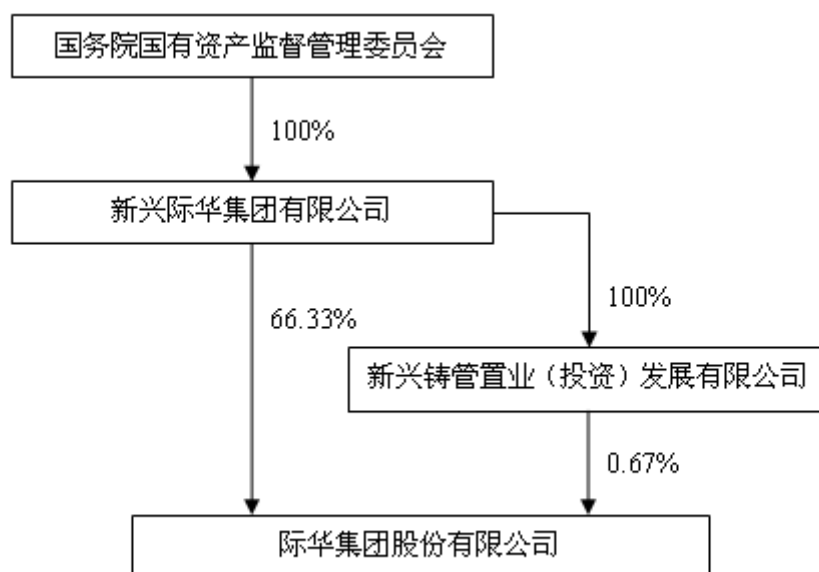 国务院国有资产监督管理委员会
100%
新兴际华集团有限公司
66.33%
100%
新兴铸管置业（投资）发展有限公司
0.67%
际华集团股份有限公司